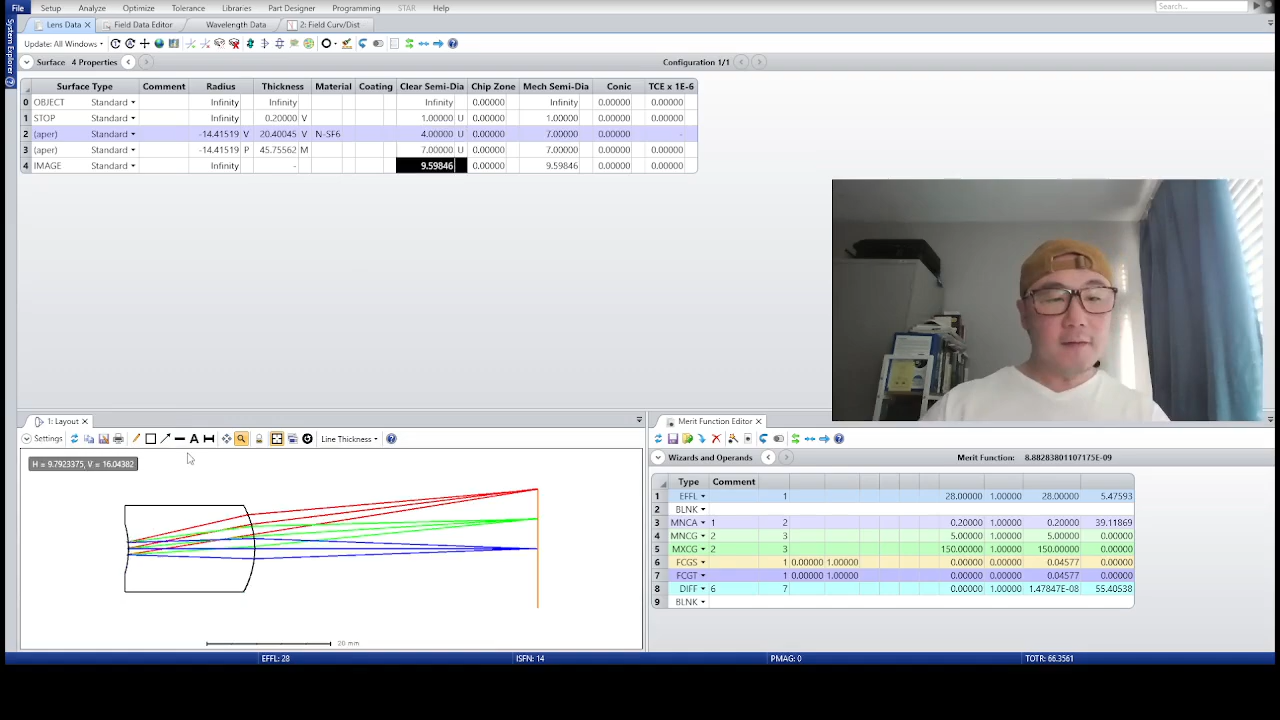 File Setup Analyze Optimize Tolerance Libraries Part Designer Programming STAR Help Search...
System Explorer
Lens Data Field Data Editor Wavelength Data 2: Field Curv/Dist
Update: All Windows
Surface 4 Properties Configuration 1/1
Surface Type Comment Radius Thickness Material Coating Clear Semi-Dia Chip Zone Mech Semi-Dia Conic TCE x 1E-6
0 OBJECT Standard Infinity Infinity Infinity 0.00000 Infinity 0.00000 0.00000
1 STOP Standard Infinity 0.20000 V 1.00000 U 0.00000 1.00000 0.00000 0.00000
2 (aper) Standard -14.41519 V 20.40045 V N-SF6 4.00000 U 0.00000 7.00000 0.00000 -
3 (aper) Standard -14.41519 P 45.75562 M 7.00000 U 0.00000 7.00000 0.00000 0.00000
4 IMAGE Standard Infinity - 9.59846 0.00000 9.59846 0.00000 0.00000
1: Layout
Settings A Line Thickness
H = 9.7923375, V = 16.04382
20 mm
Merit Function Editor
Wizards and Operands Merit Function: 8.88283801107175E-09
Type Comment
1 EFFL 1 28.00000 1.00000 28.00000 5.47593
2 BLNK
3 MNCA 1 2 0.20000 1.00000 0.20000 39.11869
4 MNCG 2 3 5.00000 1.00000 5.00000 0.00000
5 MXCG 2 3 150.00000 1.00000 150.00000 0.00000
6 FCGS 1 0.00000 1.00000 0.00000 0.00000 0.04577 0.00000
7 FCGT 1 0.00000 1.00000 0.00000 0.00000 0.04577 0.00000
8 DIFF 6 7 0.00000 1.00000 1.47847E-08 55.40538
9 BLNK
EFFL: 28 ISFN: 14 PMAG: 0 TOTR: 66.3561